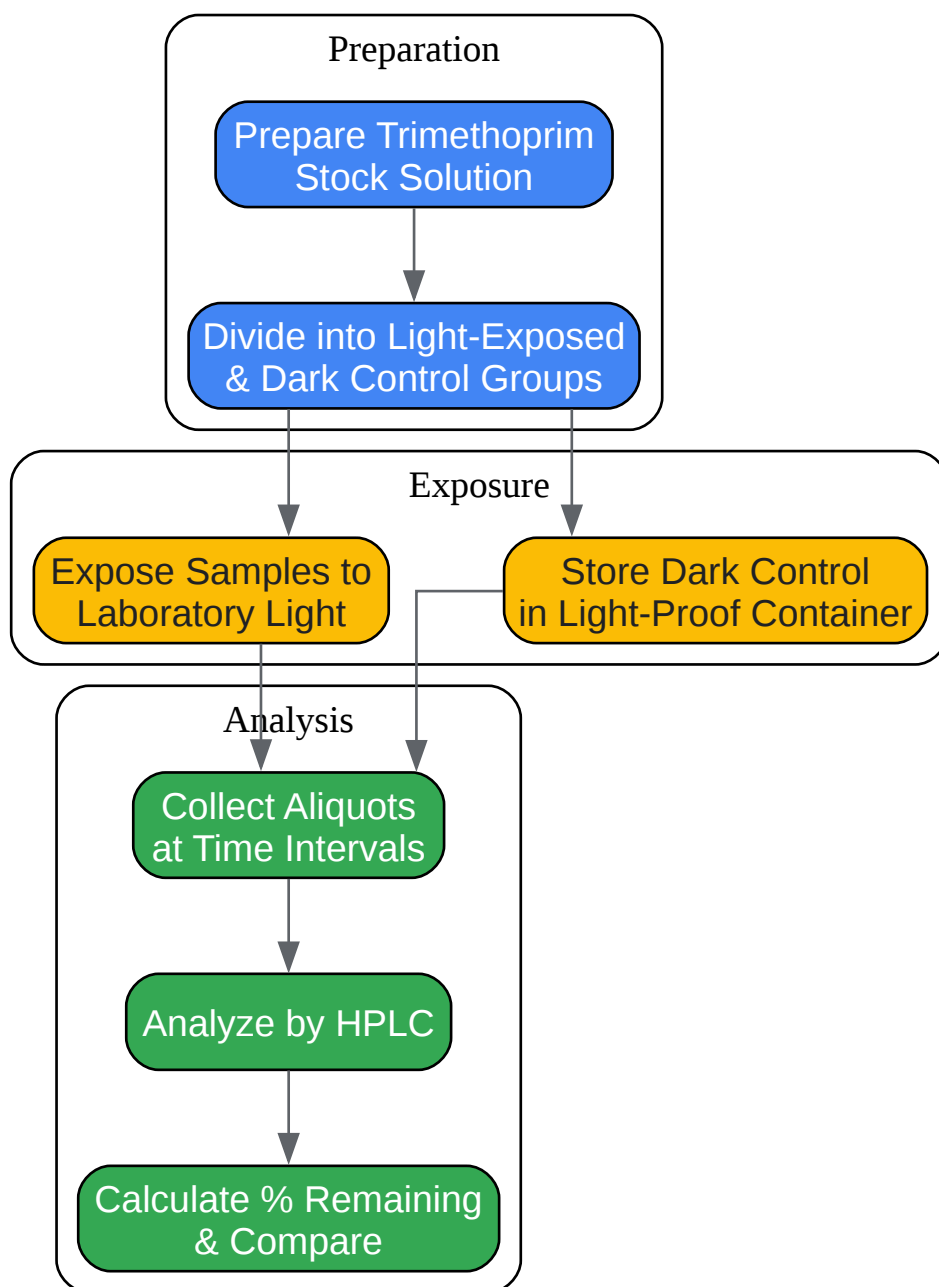 Preparation
Prepare Trimethoprim
Stock Solution
Divide into Light-Exposed
& Dark Control Groups
Exposure
Expose Samples to
Laboratory Light
Store Dark Control
in Light-Proof Container
Analysis
Collect Aliquots
at Time Intervals
Analyze by HPLC
Calculate % Remaining
& Compare